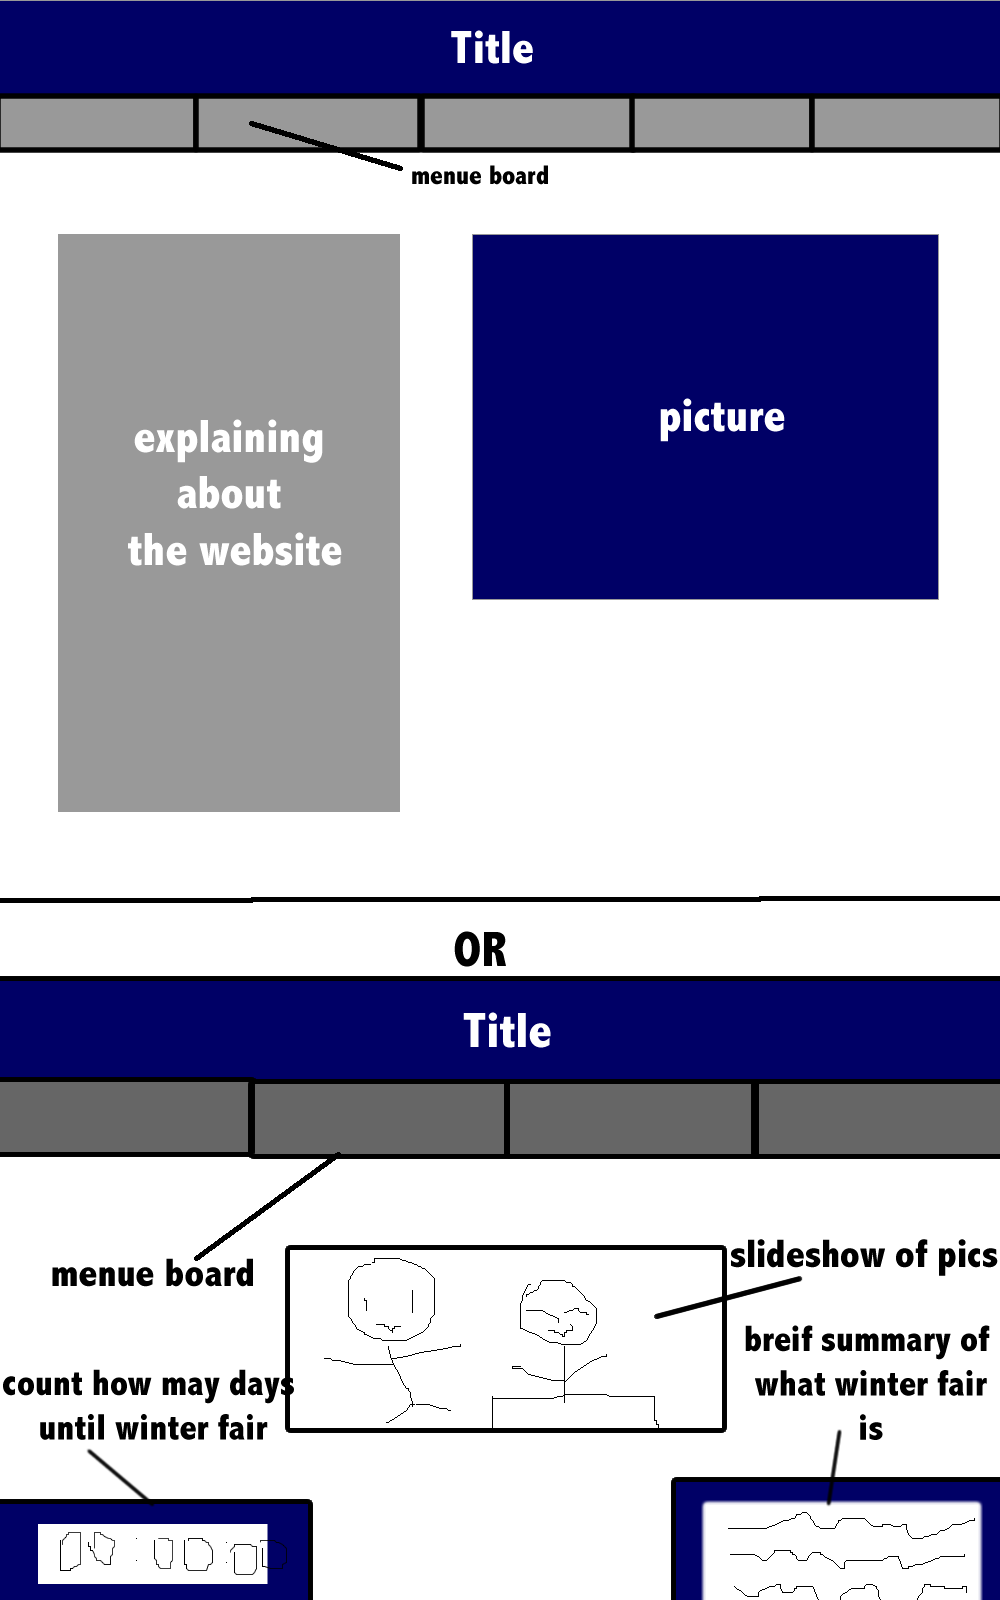 Title
menue board
explaining
about
the website
picture
OR
Title
menue board
slideshow of pics
breif summary of
what winter fair
is
count how may days
until winter fair